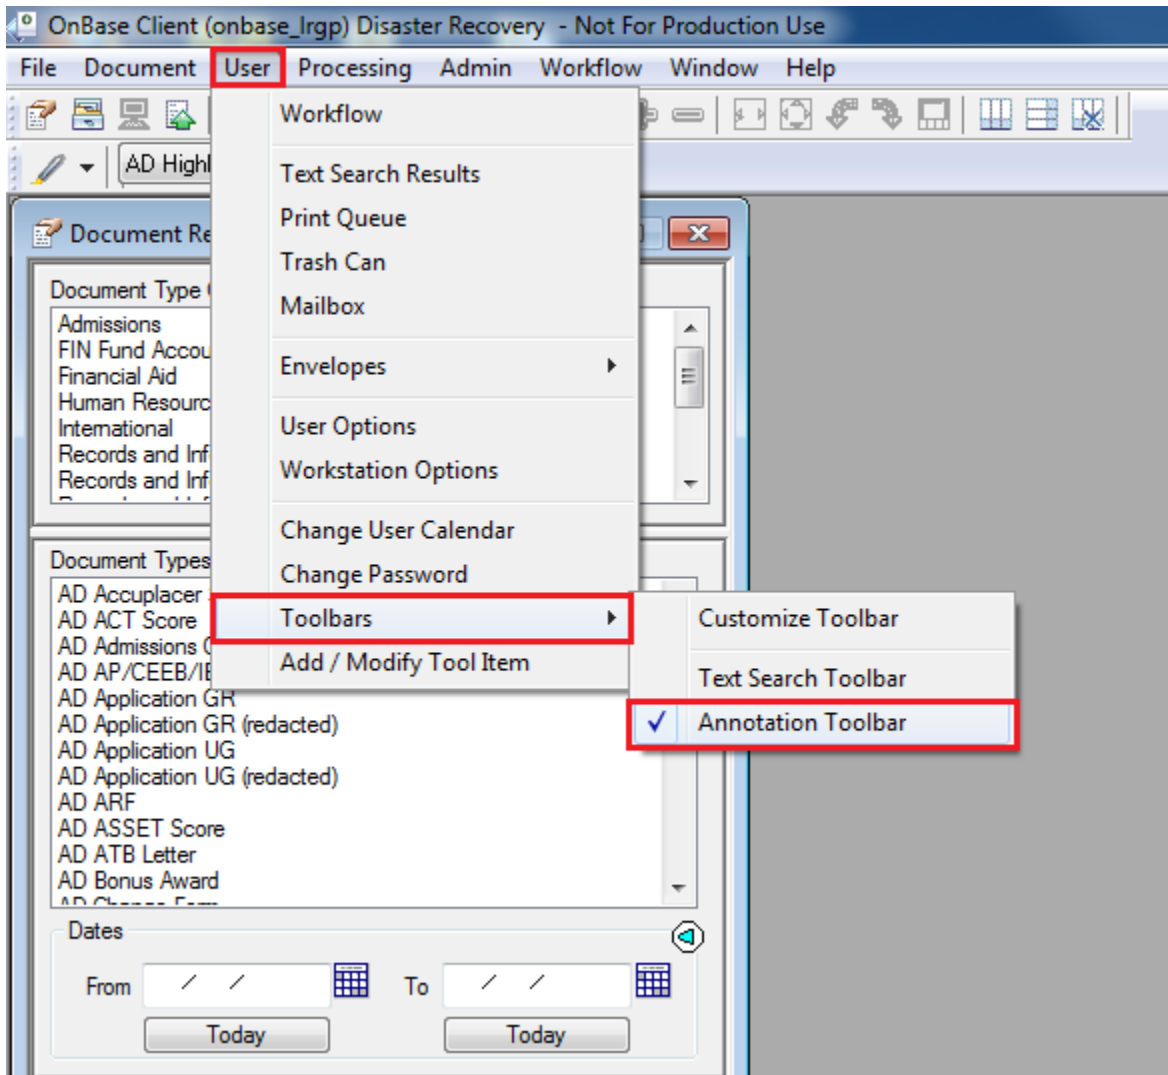 OnBase Client (onbase_lrgp) Disaster Recovery - Not For Production Use
File Document User Processing Admin Workflow Window Help
AD Highl
Workflow
Text Search Results
Print Queue
Trash Can
Mailbox
Envelopes
User Options
Workstation Options
Change User Calendar
Change Password
Toolbars
Add / Modify Tool Item
Customize Toolbar
Text Search Toolbar
Annotation Toolbar
Document Re
Document Type
Admissions
FIN Fund Accou
Financial Aid
Human Resourc
International
Records and Inf
Records and Inf
Document Types
AD Accuplacer
AD ACT Score
AD Admissions
AD AP/CEEB/IB
AD Application GR
AD Application GR (redacted)
AD Application UG
AD Application UG (redacted)
AD ARF
AD ASSET Score
AD ATB Letter
AD Bonus Award
AD Change Form
Dates
From / / To / /
Today Today